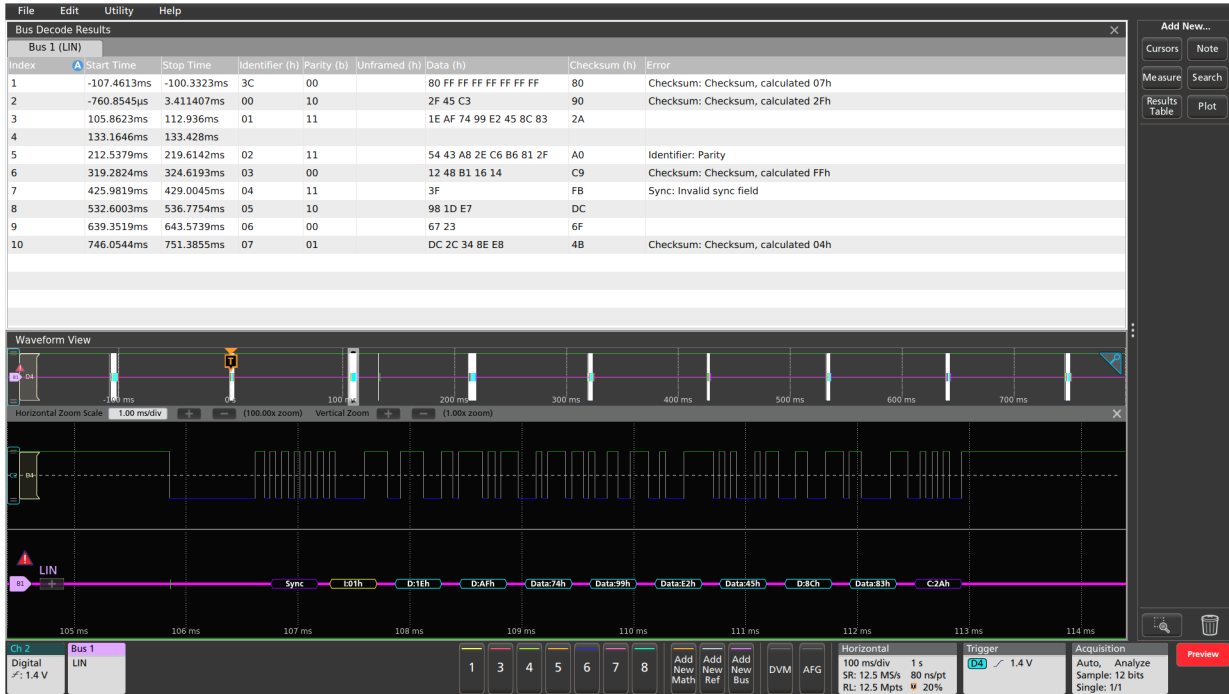 File Edit Utility Help
Bus Decode Results
Bus 1 (LIN)
Index A Start Time Stop Time Identifier (h) Parity (b) Unframed (h) Data (h) Checksum (h) Error
1 -107.4613ms -100.3323ms 3C 00 80 FF FF FF FF FF FF FF 80 Checksum: Checksum, calculated 07h
2 -760.8545µs 3.411407ms 00 10 2F 45 C3 90 Checksum: Checksum, calculated 2Fh
3 105.8623ms 112.936ms 01 11 1E AF 74 99 E2 45 8C 83 2A
4 133.1646ms 133.428ms
5 212.5379ms 219.6142ms 02 11 54 43 A8 2E C6 B6 81 2F A0 Identifier: Parity
6 319.2824ms 324.6193ms 03 00 12 48 B1 16 14 C9 Checksum: Checksum, calculated FFh
7 425.9819ms 429.0045ms 04 11 3F FB Sync: Invalid sync field
8 532.6003ms 536.7754ms 05 10 98 1D E7 DC
9 639.3519ms 643.5739ms 06 00 67 23 6F
10 746.0544ms 751.3855ms 07 01 DC 2C 34 8E E8 4B Checksum: Checksum, calculated 04h
Waveform View
T
B1 D4
0 s 200 ms 300 ms 400 ms 500 ms 600 ms 700 ms
Horizontal Zoom Scale 1.00 ms/div + − (100.00x zoom) Vertical Zoom + − (1.00x zoom)
C2 D4
LIN
B1 + Sync I:01h D:1Eh D:AFh Data:74h Data:99h Data:E2h Data:45h D:8Ch Data:83h C:2Ah
105 ms 106 ms 107 ms 108 ms 109 ms 110 ms 111 ms 112 ms 113 ms 114 ms
Ch 2
Digital
: 1.4 V
Bus 1
LIN
1 3 4 5 6 7 8
Add New Math
Add New Ref
Add New Bus
DVM AFG
Horizontal
100 ms/div 1 s
SR: 12.5 MS/s 80 ns/pt
RL: 12.5 Mpts 20%
Trigger
D4 1.4 V
Acquisition
Auto, Analyze
Sample: 12 bits
Single: 1/1
Preview
Add New...
Cursors Note
Measure Search
Results Table
Plot